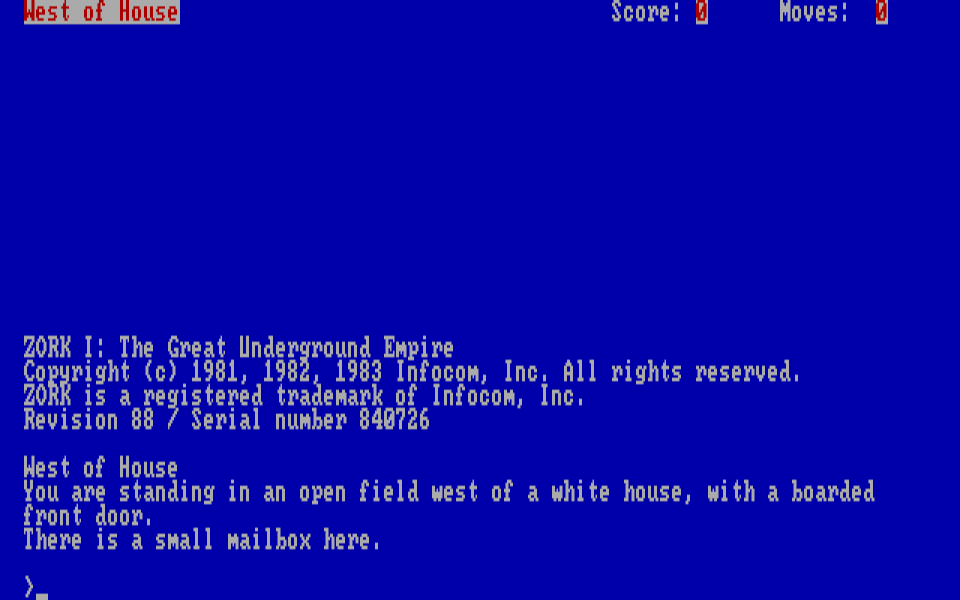 West of House Score: 0 Moves: 0
ZORK I: The Great Underground Empire
Copyright (c) 1981, 1982, 1983 Infocom, Inc. All rights reserved.
ZORK is a registered trademark of Infocom, Inc.
Revision 88 / Serial number 840726
West of House
You are standing in an open field west of a white house, with a boarded
front door.
There is a small mailbox here.
>_